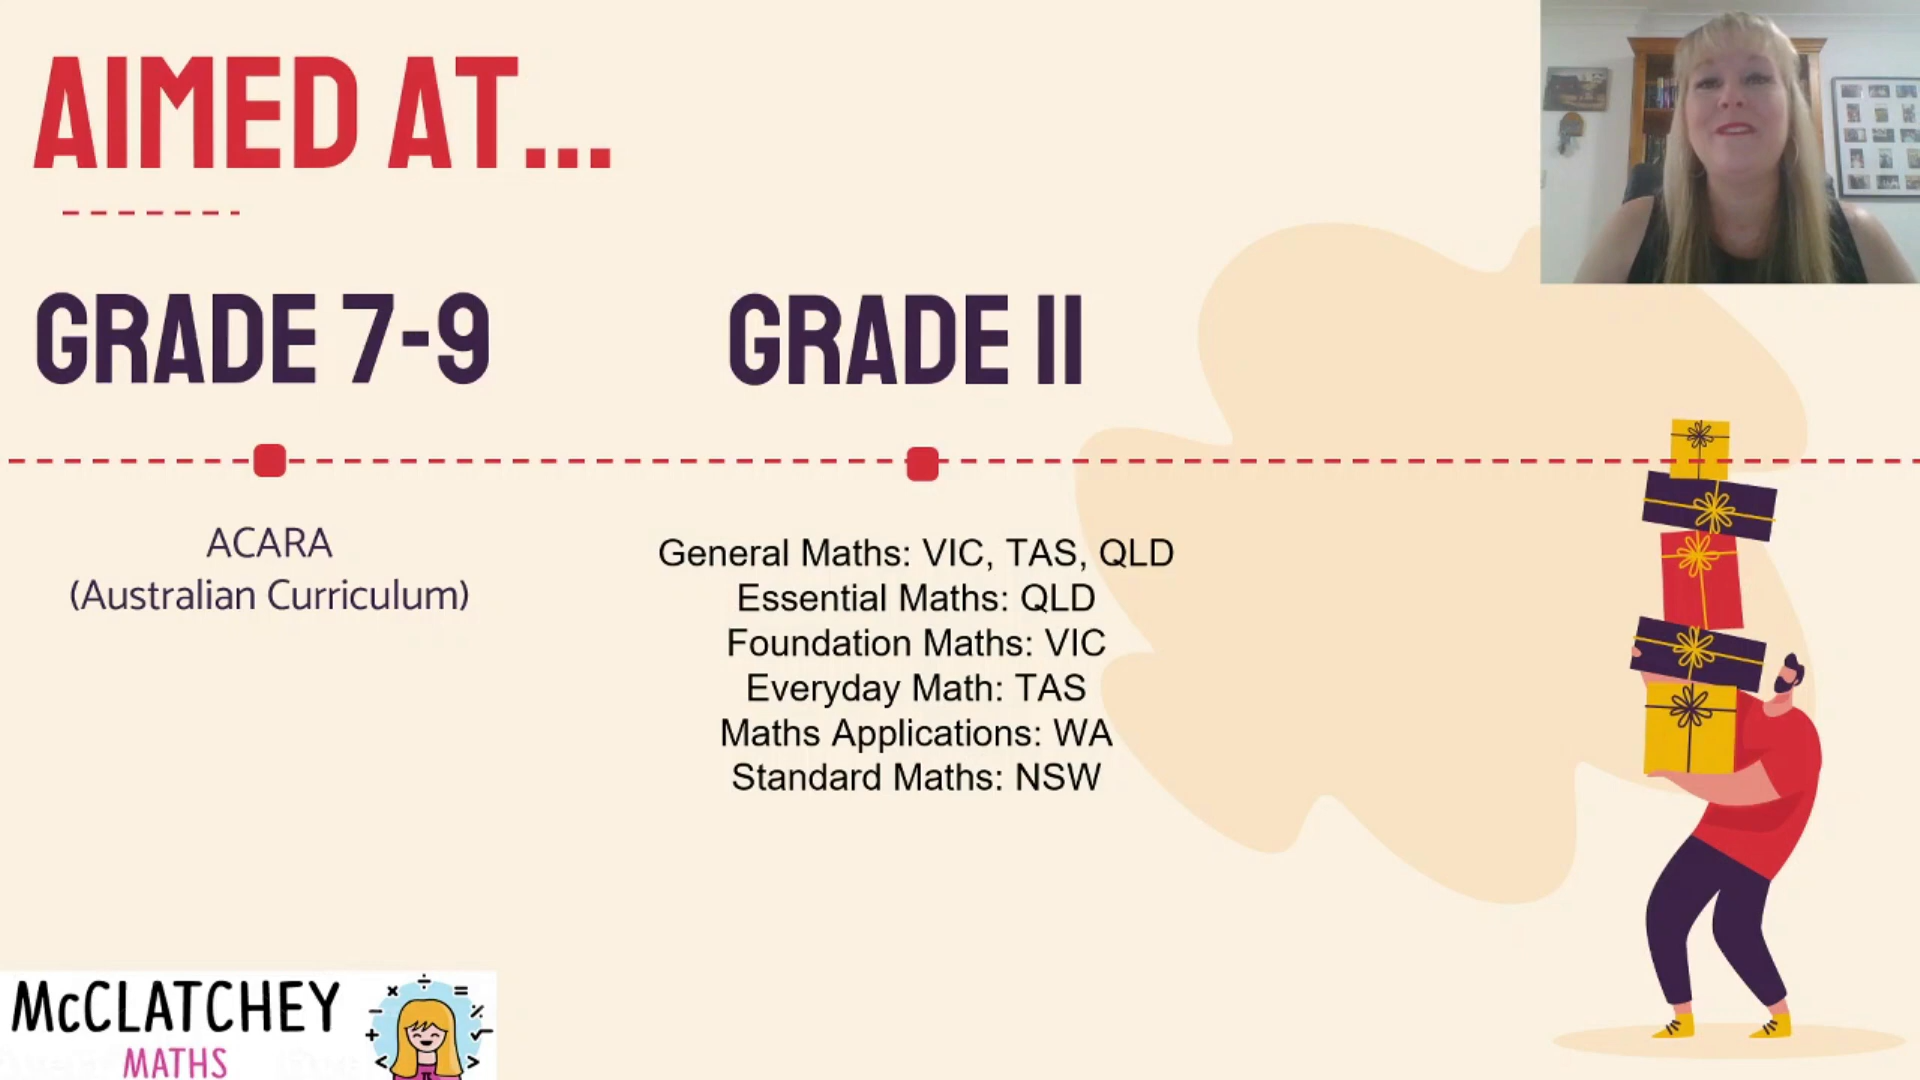 AIMED AT...
GRADE 7-9
GRADE 11
ACARA
(Australian Curriculum)
General Maths: VIC, TAS, QLD
Essential Maths: QLD
Foundation Maths: VIC
Everyday Math: TAS
Maths Applications: WA
Standard Maths: NSW
McCLATCHEY
MATHS